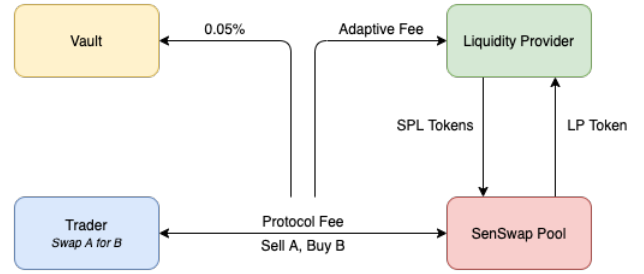 Vault
0.05%
Adaptive Fee
Liquidity Provider
SPL Tokens
LP Token
Trader
Swap A for B
Protocol Fee
Sell A, Buy B
SenSwap Pool